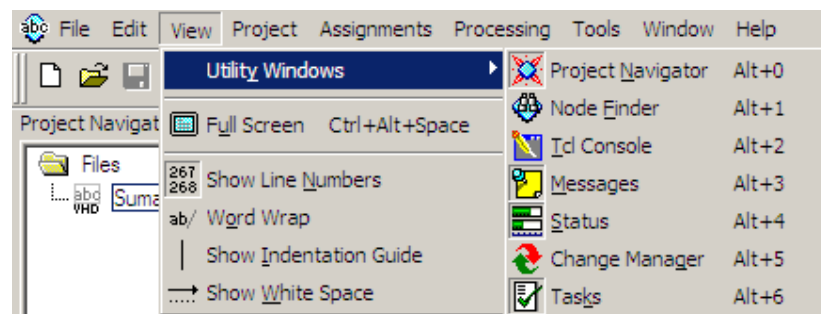 abc File Edit View Project Assignments Processing Tools Window Help
Utility Windows
Project Navigator Alt+0
Project Navigat
Full Screen Ctrl+Alt+Space
Node Finder Alt+1
Tcl Console Alt+2
Files
abc
VHD
Suma
267
268
Show Line Numbers
Messages Alt+3
ab/ Word Wrap
Status Alt+4
Show Indentation Guide
Change Manager Alt+5
Show White Space
Tasks Alt+6